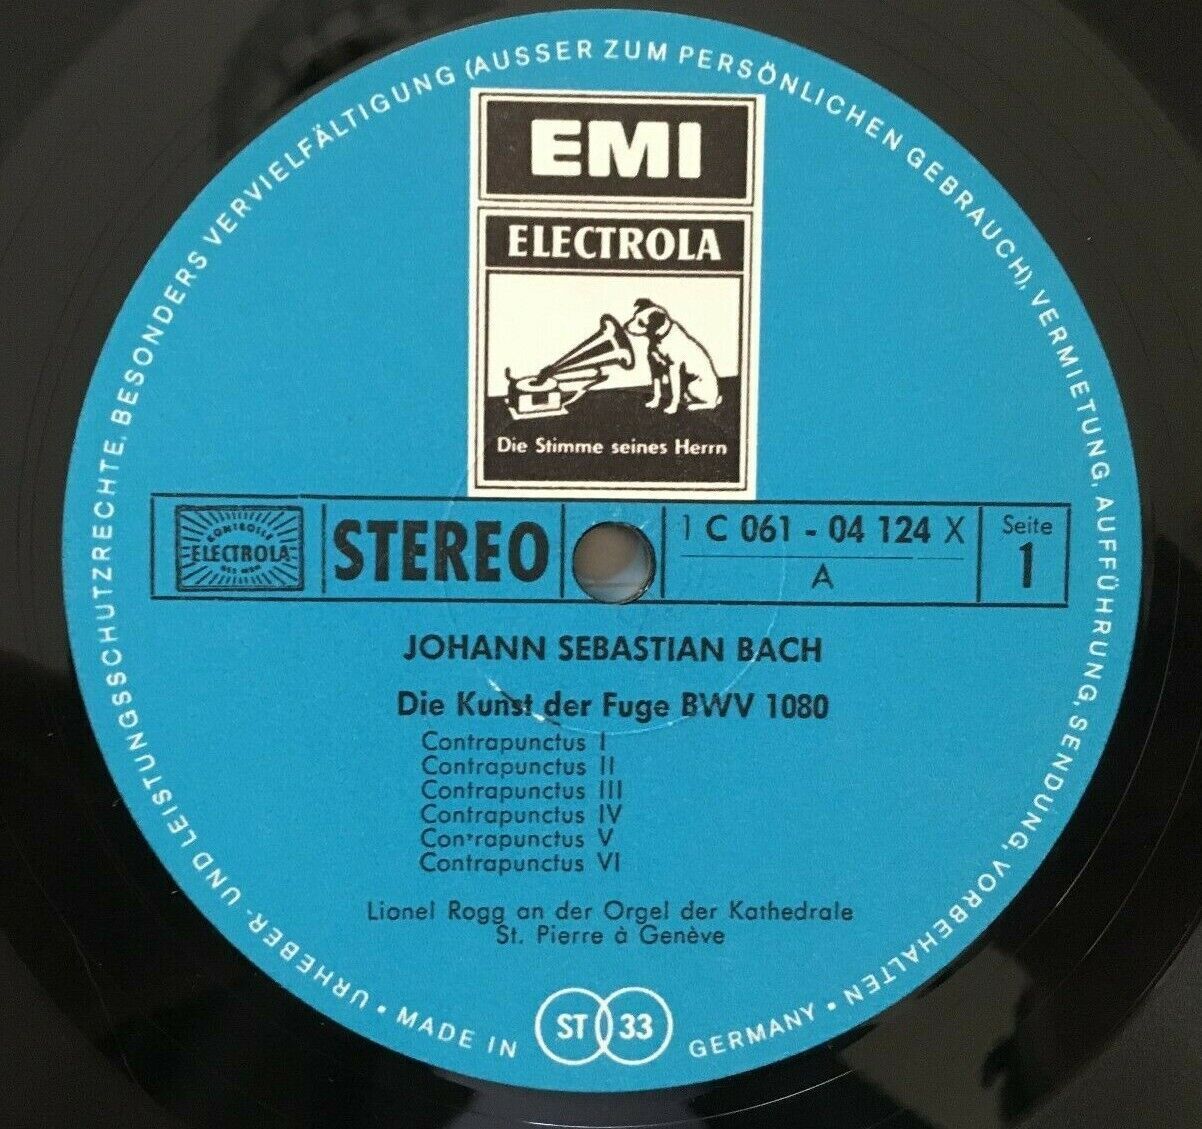 URHEBER- UND LEISTUNGSSCHUTZRECHTE, BESONDERS VERVIELFÄLTIGUNG (AUSSER ZUM PERSÖNLICHEN GEBRAUCH), VERMIETUNG, AUFFÜHRUNG, SENDUNG, VORBEHALTEN •
EMI
ELECTROLA
Die Stimme seines Herrn
KONTROLLE
ELECTROLA
STEREO
1 C 061 - 04 124 X
A
Seite
1
JOHANN SEBASTIAN BACH
Die Kunst der Fuge BWV 1080
Contrapunctus I
Contrapunctus II
Contrapunctus III
Contrapunctus IV
Contrapunctus V
Contrapunctus VI
Lionel Rogg an der Orgel der Kathedrale
St. Pierre à Genève
• MADE IN
ST 33
GERMANY •